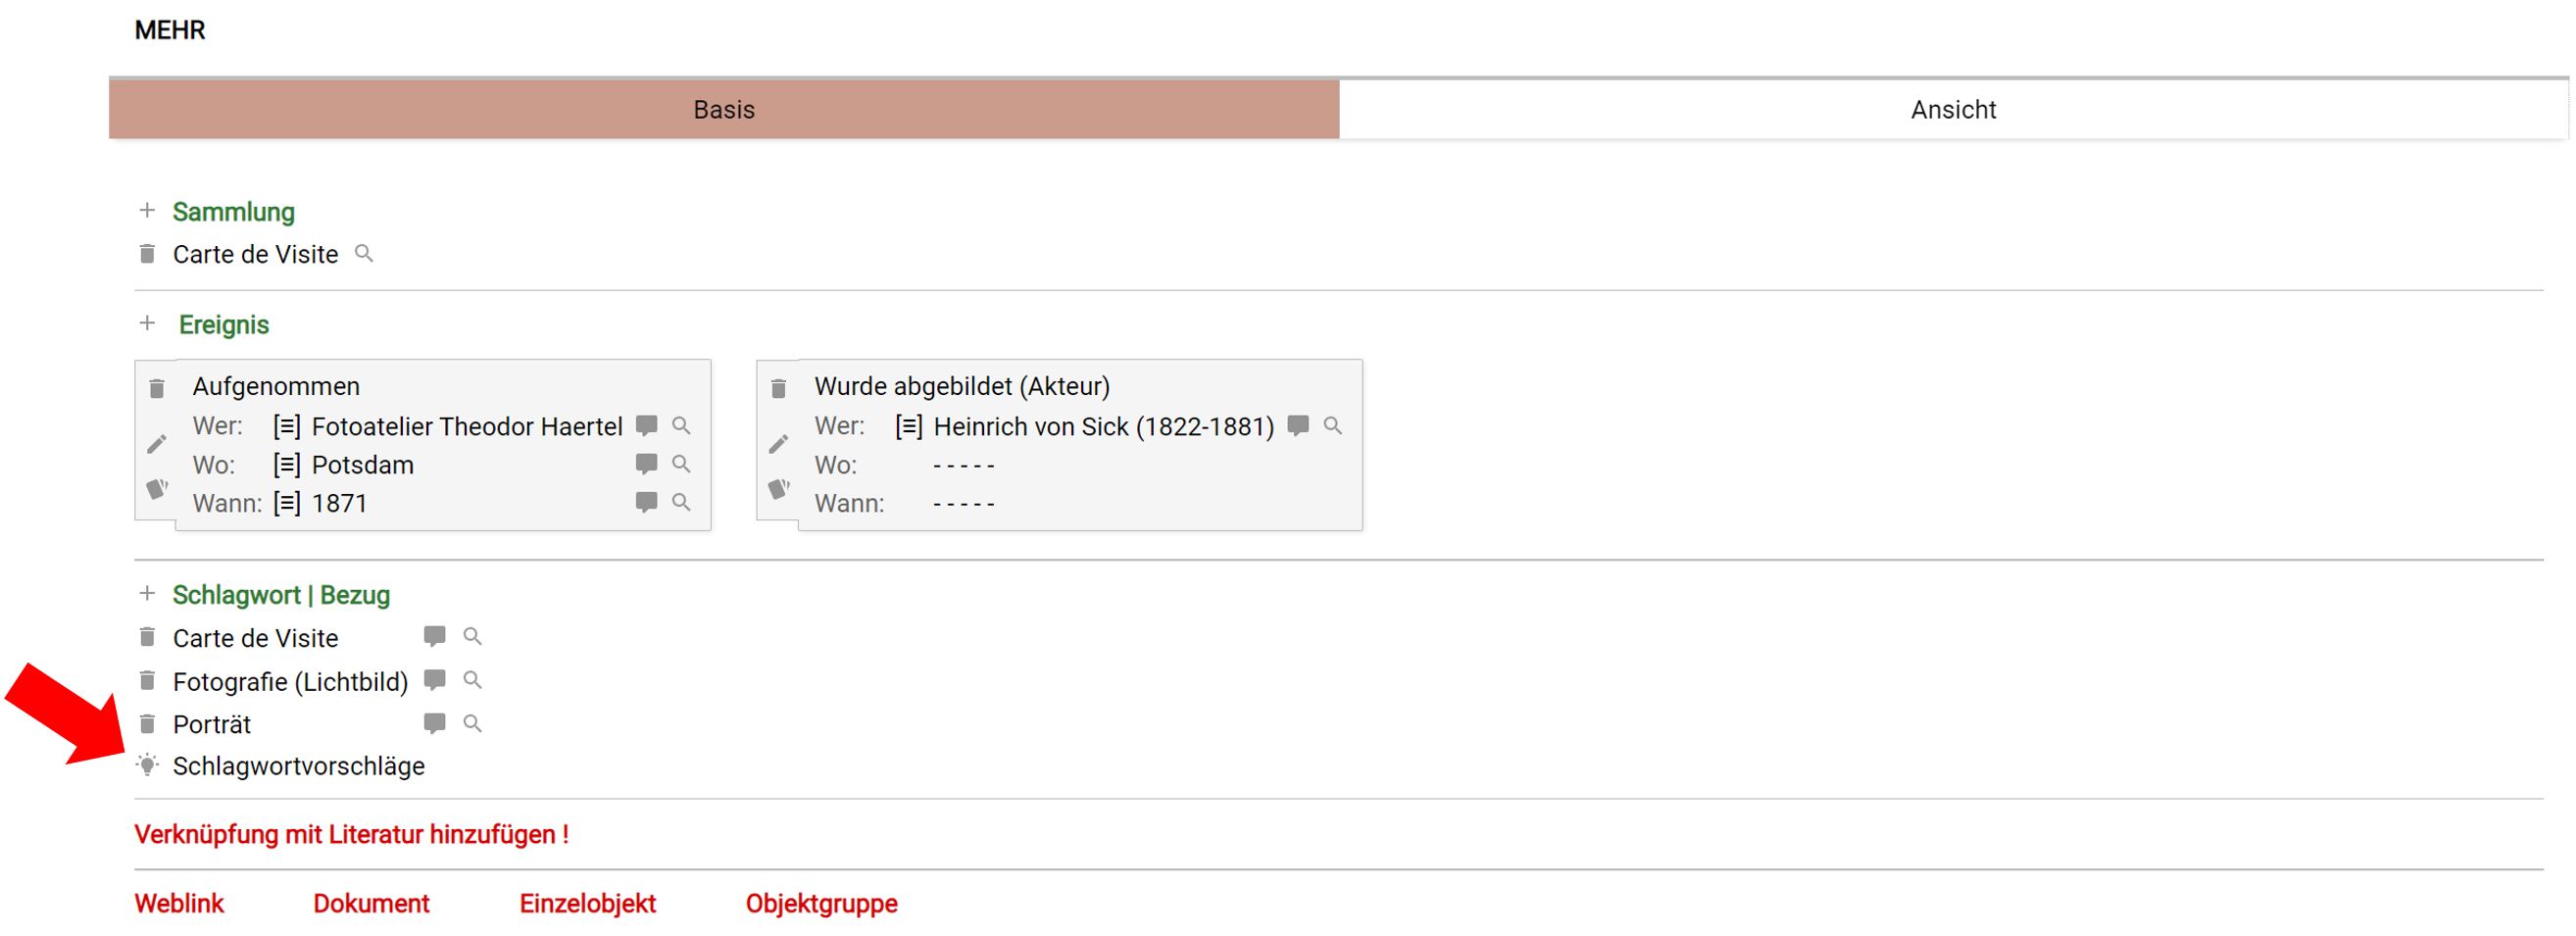 MEHR
Basis Ansicht
+ Sammlung
Carte de Visite
+ Ereignis
Aufgenommen
Wer: [≡] Fotoatelier Theodor Haertel
Wo: [≡] Potsdam
Wann: [≡] 1871
Wurde abgebildet (Akteur)
Wer: [≡] Heinrich von Sick (1822-1881)
Wo: - - - - -
Wann: - - - - -
+ Schlagwort | Bezug
Carte de Visite
Fotografie (Lichtbild)
Porträt
Schlagwortvorschläge
Verknüpfung mit Literatur hinzufügen !
Weblink Dokument Einzelobjekt Objektgruppe